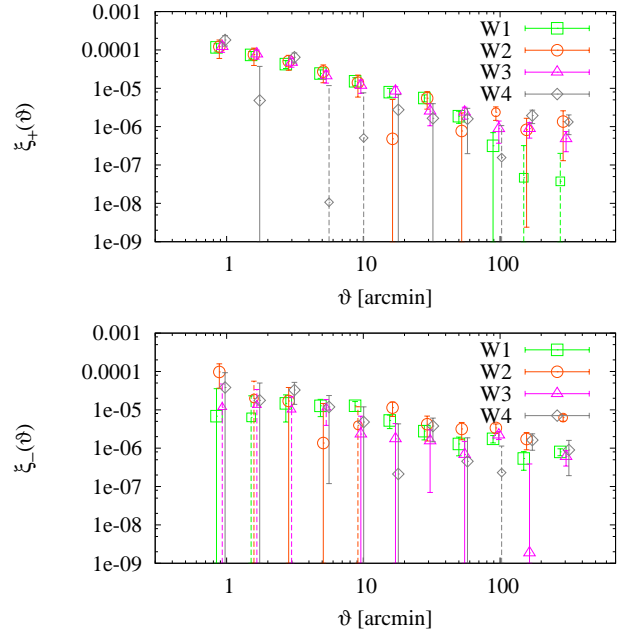 0.001
0.0001
1e-05
1e-06
1e-07
1e-08
1e-09
ξ+(ϑ)
W1
W2
W3
W4
1 10 100
ϑ [arcmin]
0.001
0.0001
1e-05
1e-06
1e-07
1e-08
1e-09
ξ−(ϑ)
W1
W2
W3
W4
1 10 100
ϑ [arcmin]